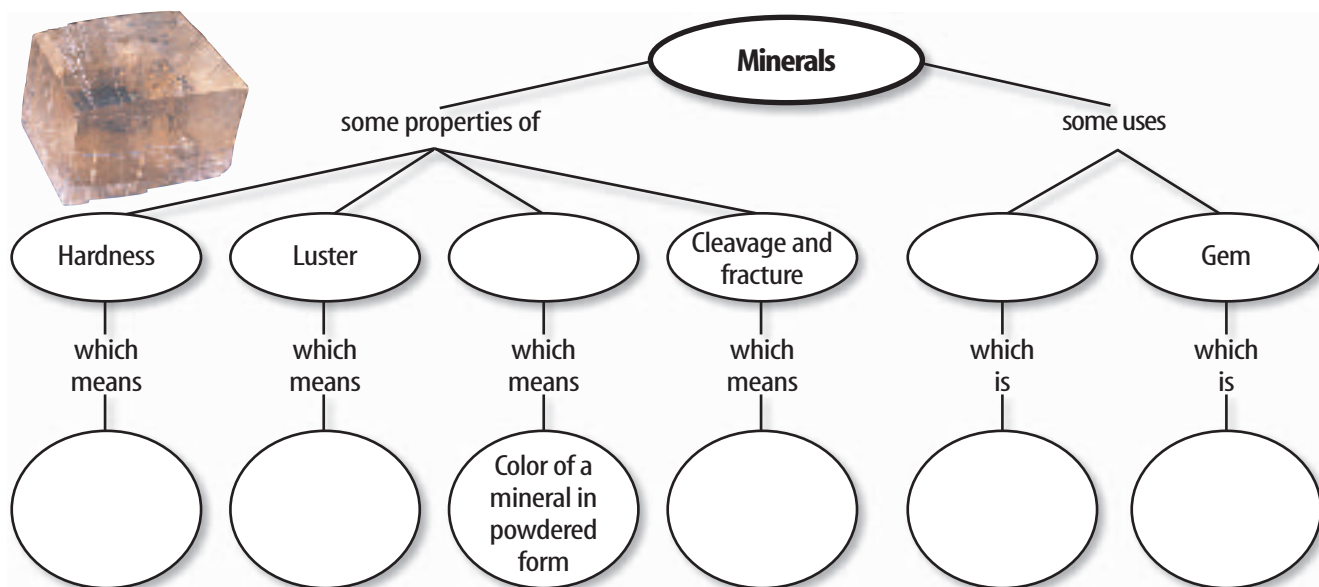 Minerals
some properties of
some uses
Hardness
Luster
Cleavage and
fracture
Gem
which
means
which
means
which
means
which
means
which
is
which
is
Color of a
mineral in
powdered
form